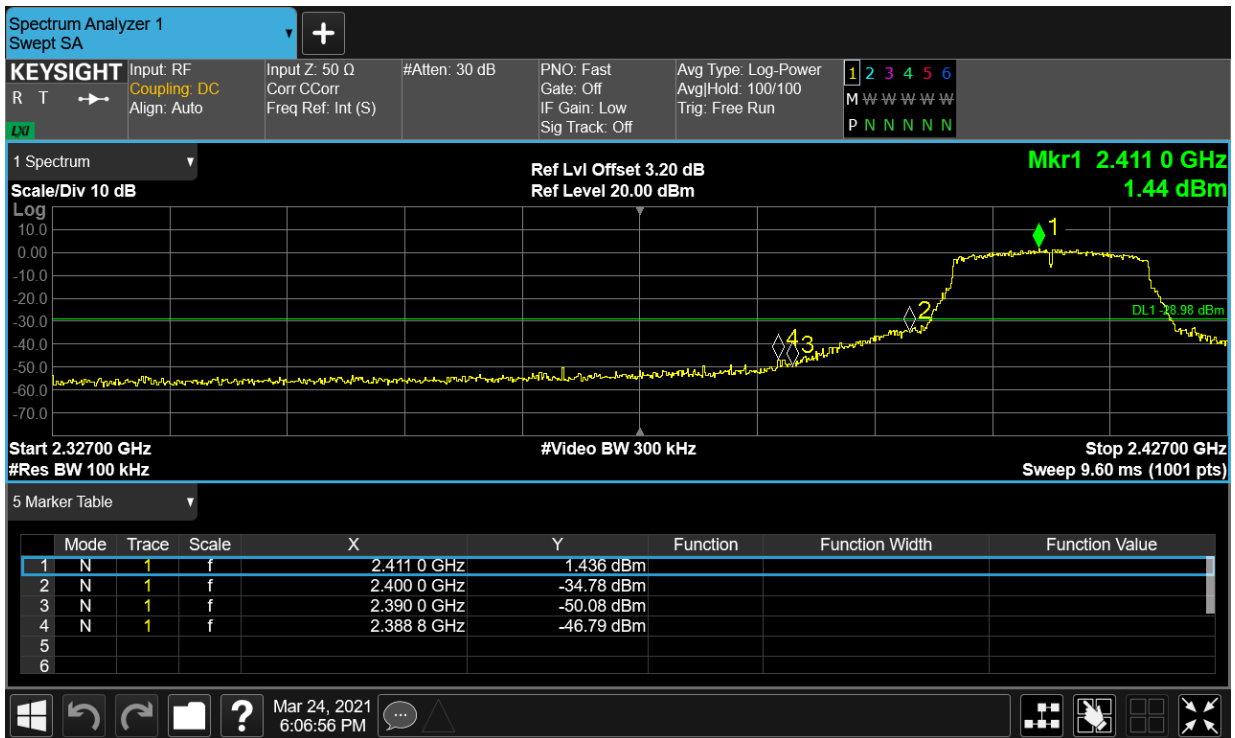 Spectrum Analyzer 1
Swept SA
KEYSIGHT
R T
LXI
Input: RF
Coupling: DC
Align: Auto
Input Z: 50 Ω
Corr CCorr
Freq Ref: Int (S)
#Atten: 30 dB
PNO: Fast
Gate: Off
IF Gain: Low
Sig Track: Off
Avg Type: Log-Power
Avg|Hold: 100/100
Trig: Free Run
1 2 3 4 5 6
M W W W W W
P N N N N N
1 Spectrum
Scale/Div 10 dB
Ref Lvl Offset 3.20 dB
Ref Level 20.00 dBm
Mkr1 2.411 0 GHz
1.44 dBm
Log
10.0
0.00
-10.0
-20.0
-30.0
-40.0
-50.0
-60.0
-70.0
1
2
4
3
DL1 -28.98 dBm
Start 2.32700 GHz
#Res BW 100 kHz
#Video BW 300 kHz
Stop 2.42700 GHz
Sweep 9.60 ms (1001 pts)
5 Marker Table
Mode Trace Scale X Y Function Function Width Function Value
1 N 1 f 2.411 0 GHz 1.436 dBm
2 N 1 f 2.400 0 GHz -34.78 dBm
3 N 1 f 2.390 0 GHz -50.08 dBm
4 N 1 f 2.388 8 GHz -46.79 dBm
5
6
?
Mar 24, 2021
6:06:56 PM